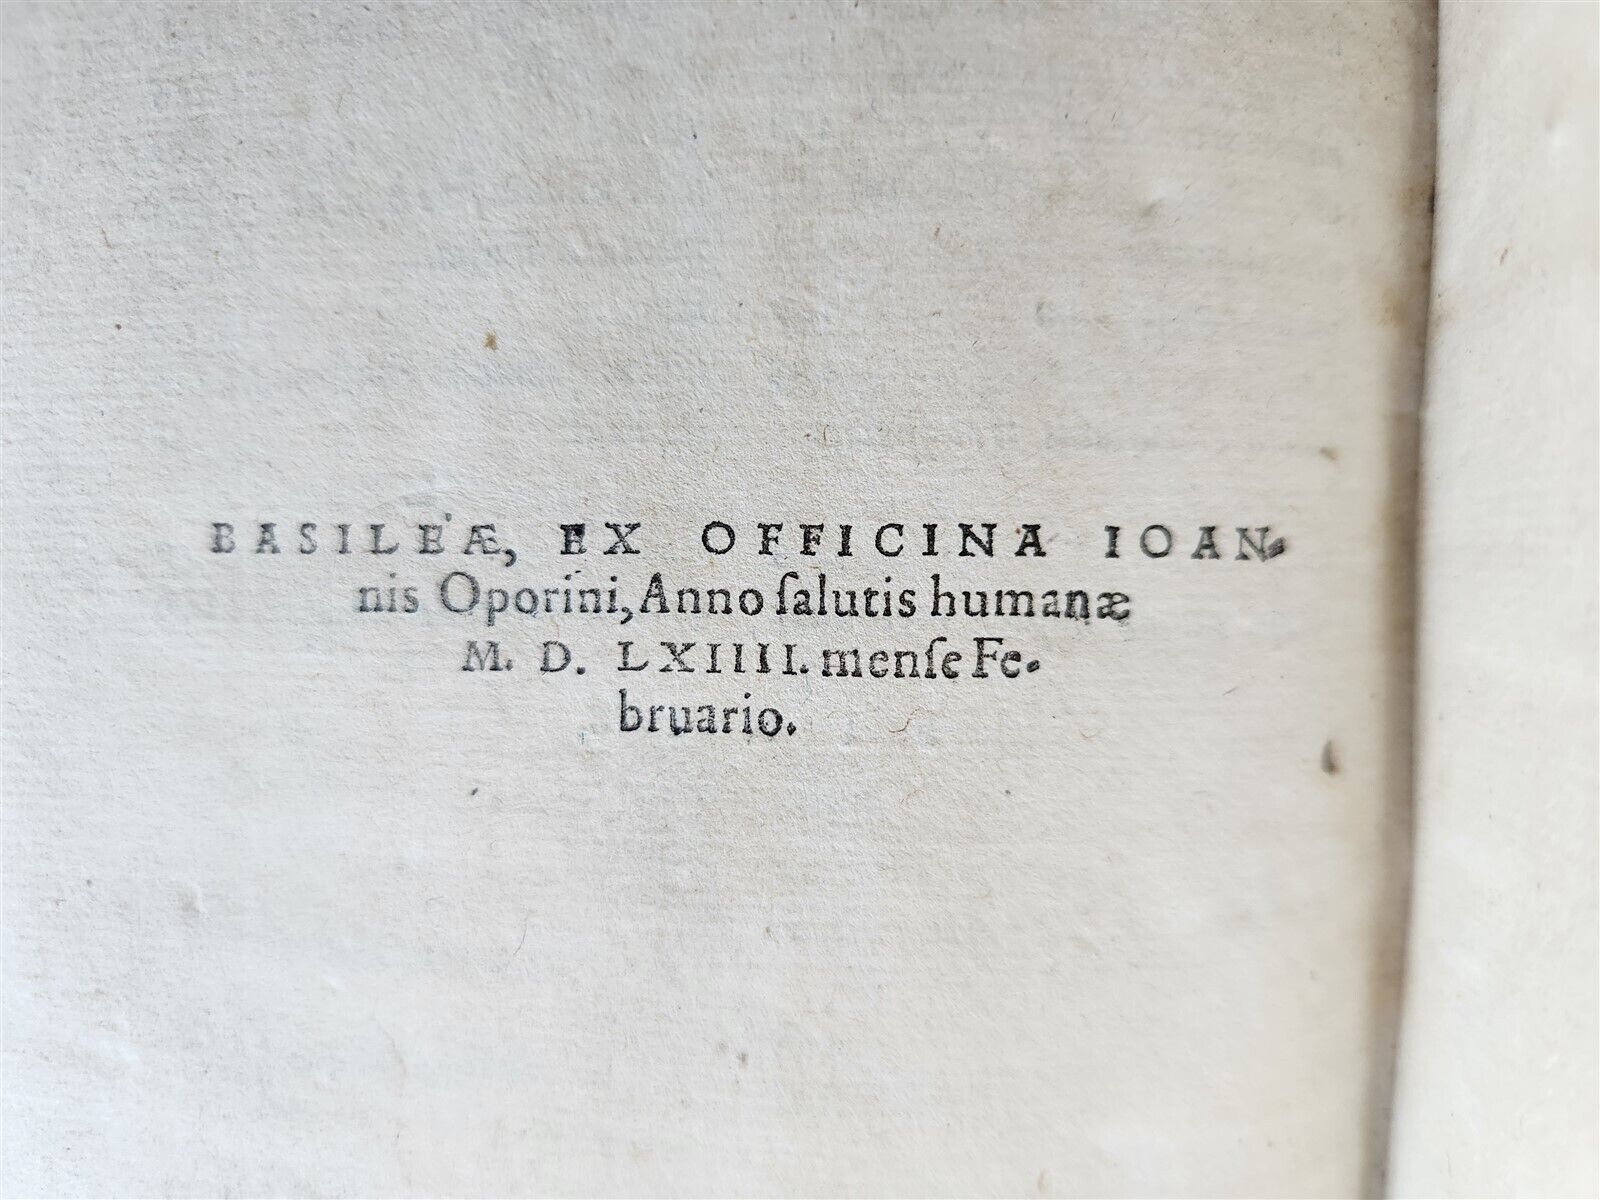 BASILEÆ, EX OFFICINA IOAN-
nis Oporini, Anno ſalutis humanæ
M. D. LXIIII. menſe Fe-
bruario.